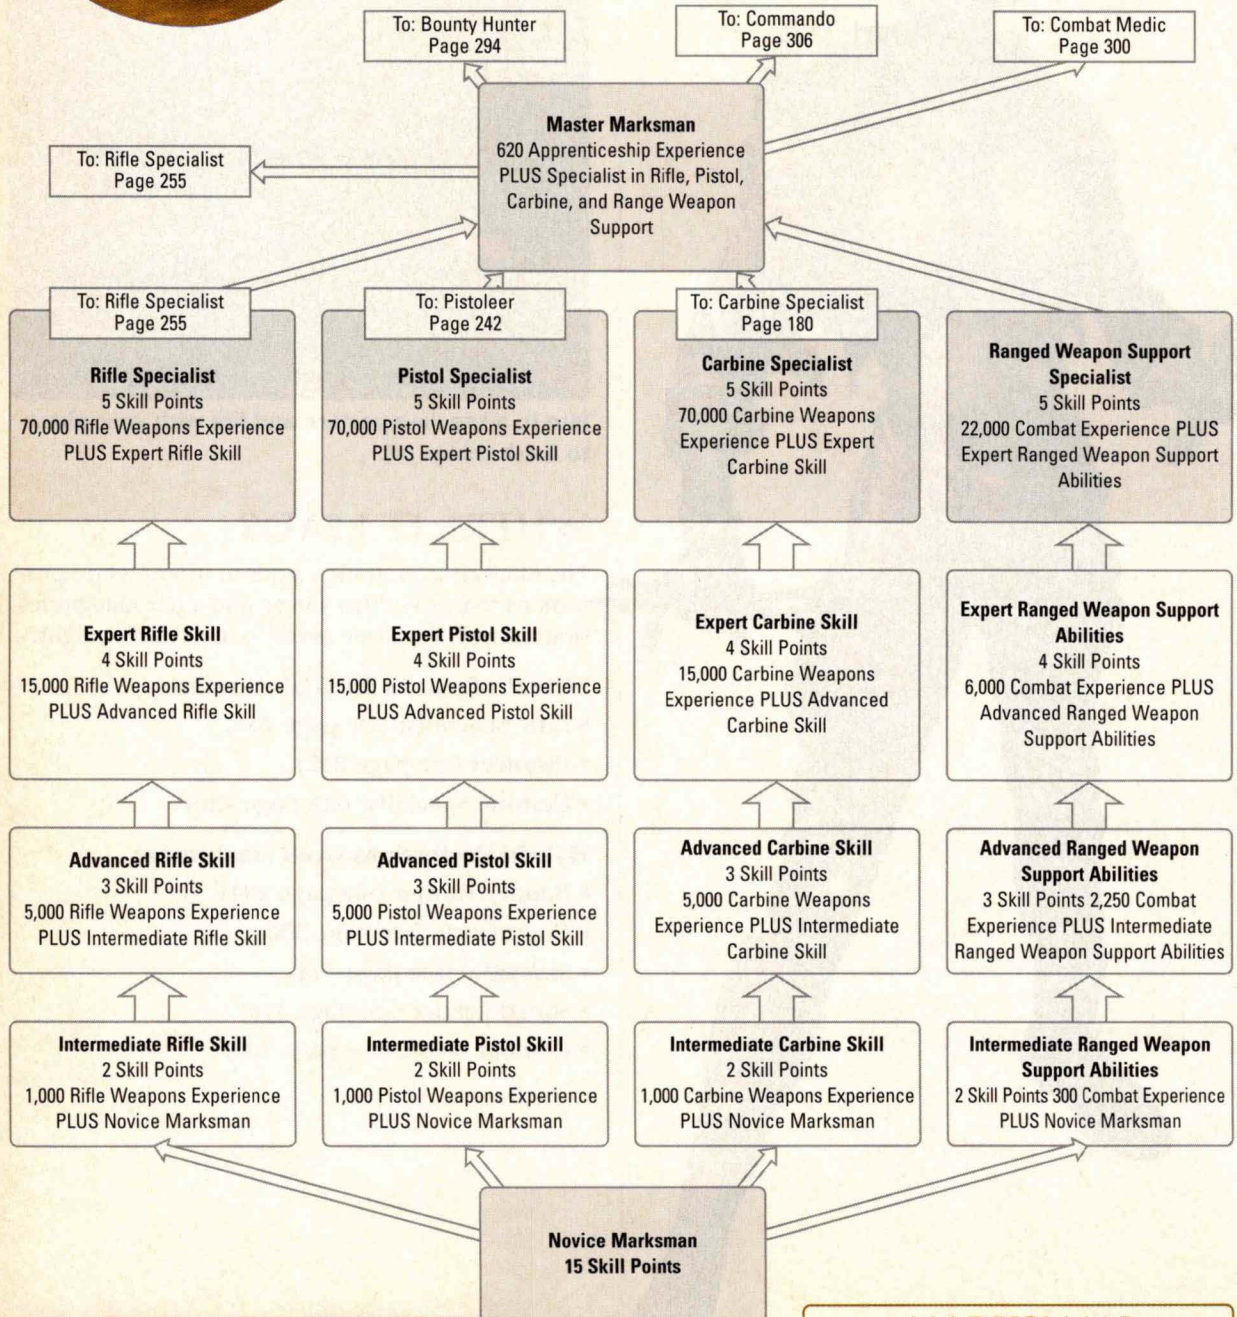 To: Bounty Hunter
Page 294
To: Commando
Page 306
To: Combat Medic
Page 300
Master Marksman
620 Apprenticeship Experience
PLUS Specialist in Rifle, Pistol,
Carbine, and Range Weapon
Support
To: Rifle Specialist
Page 255
To: Rifle Specialist
Page 255
Rifle Specialist
5 Skill Points
70,000 Rifle Weapons Experience
PLUS Expert Rifle Skill
To: Pistoleer
Page 242
Pistol Specialist
5 Skill Points
70,000 Pistol Weapons Experience
PLUS Expert Pistol Skill
To: Carbine Specialist
Page 180
Carbine Specialist
5 Skill Points
70,000 Carbine Weapons
Experience PLUS Expert
Carbine Skill
Ranged Weapon Support
Specialist
5 Skill Points
22,000 Combat Experience PLUS
Expert Ranged Weapon Support
Abilities
Expert Rifle Skill
4 Skill Points
15,000 Rifle Weapons Experience
PLUS Advanced Rifle Skill
Expert Pistol Skill
4 Skill Points
15,000 Pistol Weapons Experience
PLUS Advanced Pistol Skill
Expert Carbine Skill
4 Skill Points
15,000 Carbine Weapons
Experience PLUS Advanced
Carbine Skill
Expert Ranged Weapon Support
Abilities
4 Skill Points
6,000 Combat Experience PLUS
Advanced Ranged Weapon
Support Abilities
Advanced Rifle Skill
3 Skill Points
5,000 Rifle Weapons Experience
PLUS Intermediate Rifle Skill
Advanced Pistol Skill
3 Skill Points
5,000 Pistol Weapons Experience
PLUS Intermediate Pistol Skill
Advanced Carbine Skill
3 Skill Points
5,000 Carbine Weapons
Experience PLUS Intermediate
Carbine Skill
Advanced Ranged Weapon
Support Abilities
3 Skill Points 2,250 Combat
Experience PLUS Intermediate
Ranged Weapon Support Abilities
Intermediate Rifle Skill
2 Skill Points
1,000 Rifle Weapons Experience
PLUS Novice Marksman
Intermediate Pistol Skill
2 Skill Points
1,000 Pistol Weapons Experience
PLUS Novice Marksman
Intermediate Carbine Skill
2 Skill Points
1,000 Carbine Weapons Experience
PLUS Novice Marksman
Intermediate Ranged Weapon
Support Abilities
2 Skill Points 300 Combat Experience
PLUS Novice Marksman
Novice Marksman
15 Skill Points